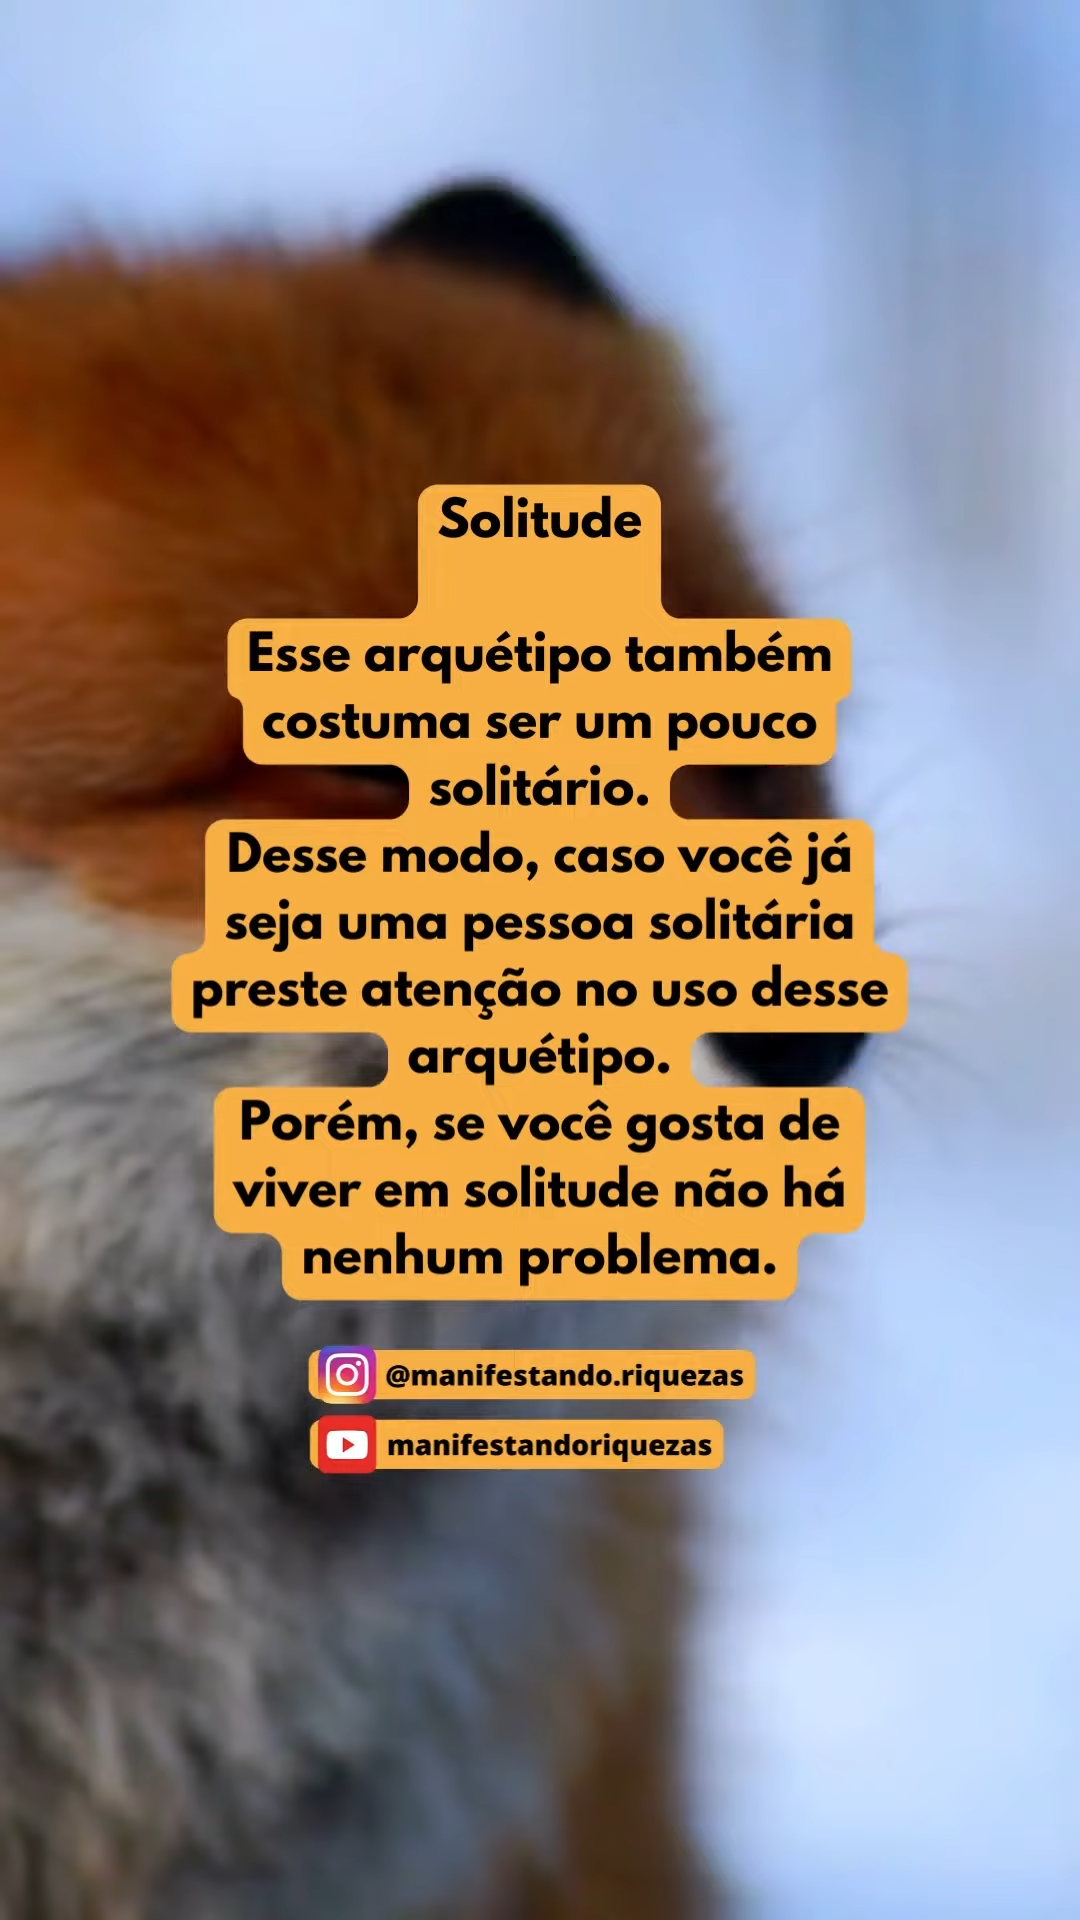 Solitude
Esse arquétipo também
costuma ser um pouco
solitário.
Desse modo, caso você já
seja uma pessoa solitária
preste atenção no uso desse
arquétipo.
Porém, se você gosta de
viver em solitude não há
nenhum problema.
@manifestando.riquezas
manifestandoriquezas